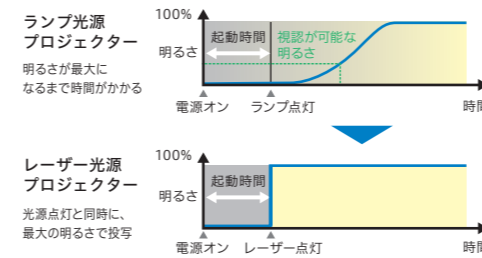 ランプ光源
プロジェクター
明るさが最大に
なるまで時間がかかる
100%
明るさ
起動時間
視認が可能な
明るさ
電源オン
ランプ点灯
時間
レーザー光源
プロジェクター
光源点灯と同時に、
最大の明るさで投写
100%
明るさ
起動時間
電源オン
レーザー点灯
時間